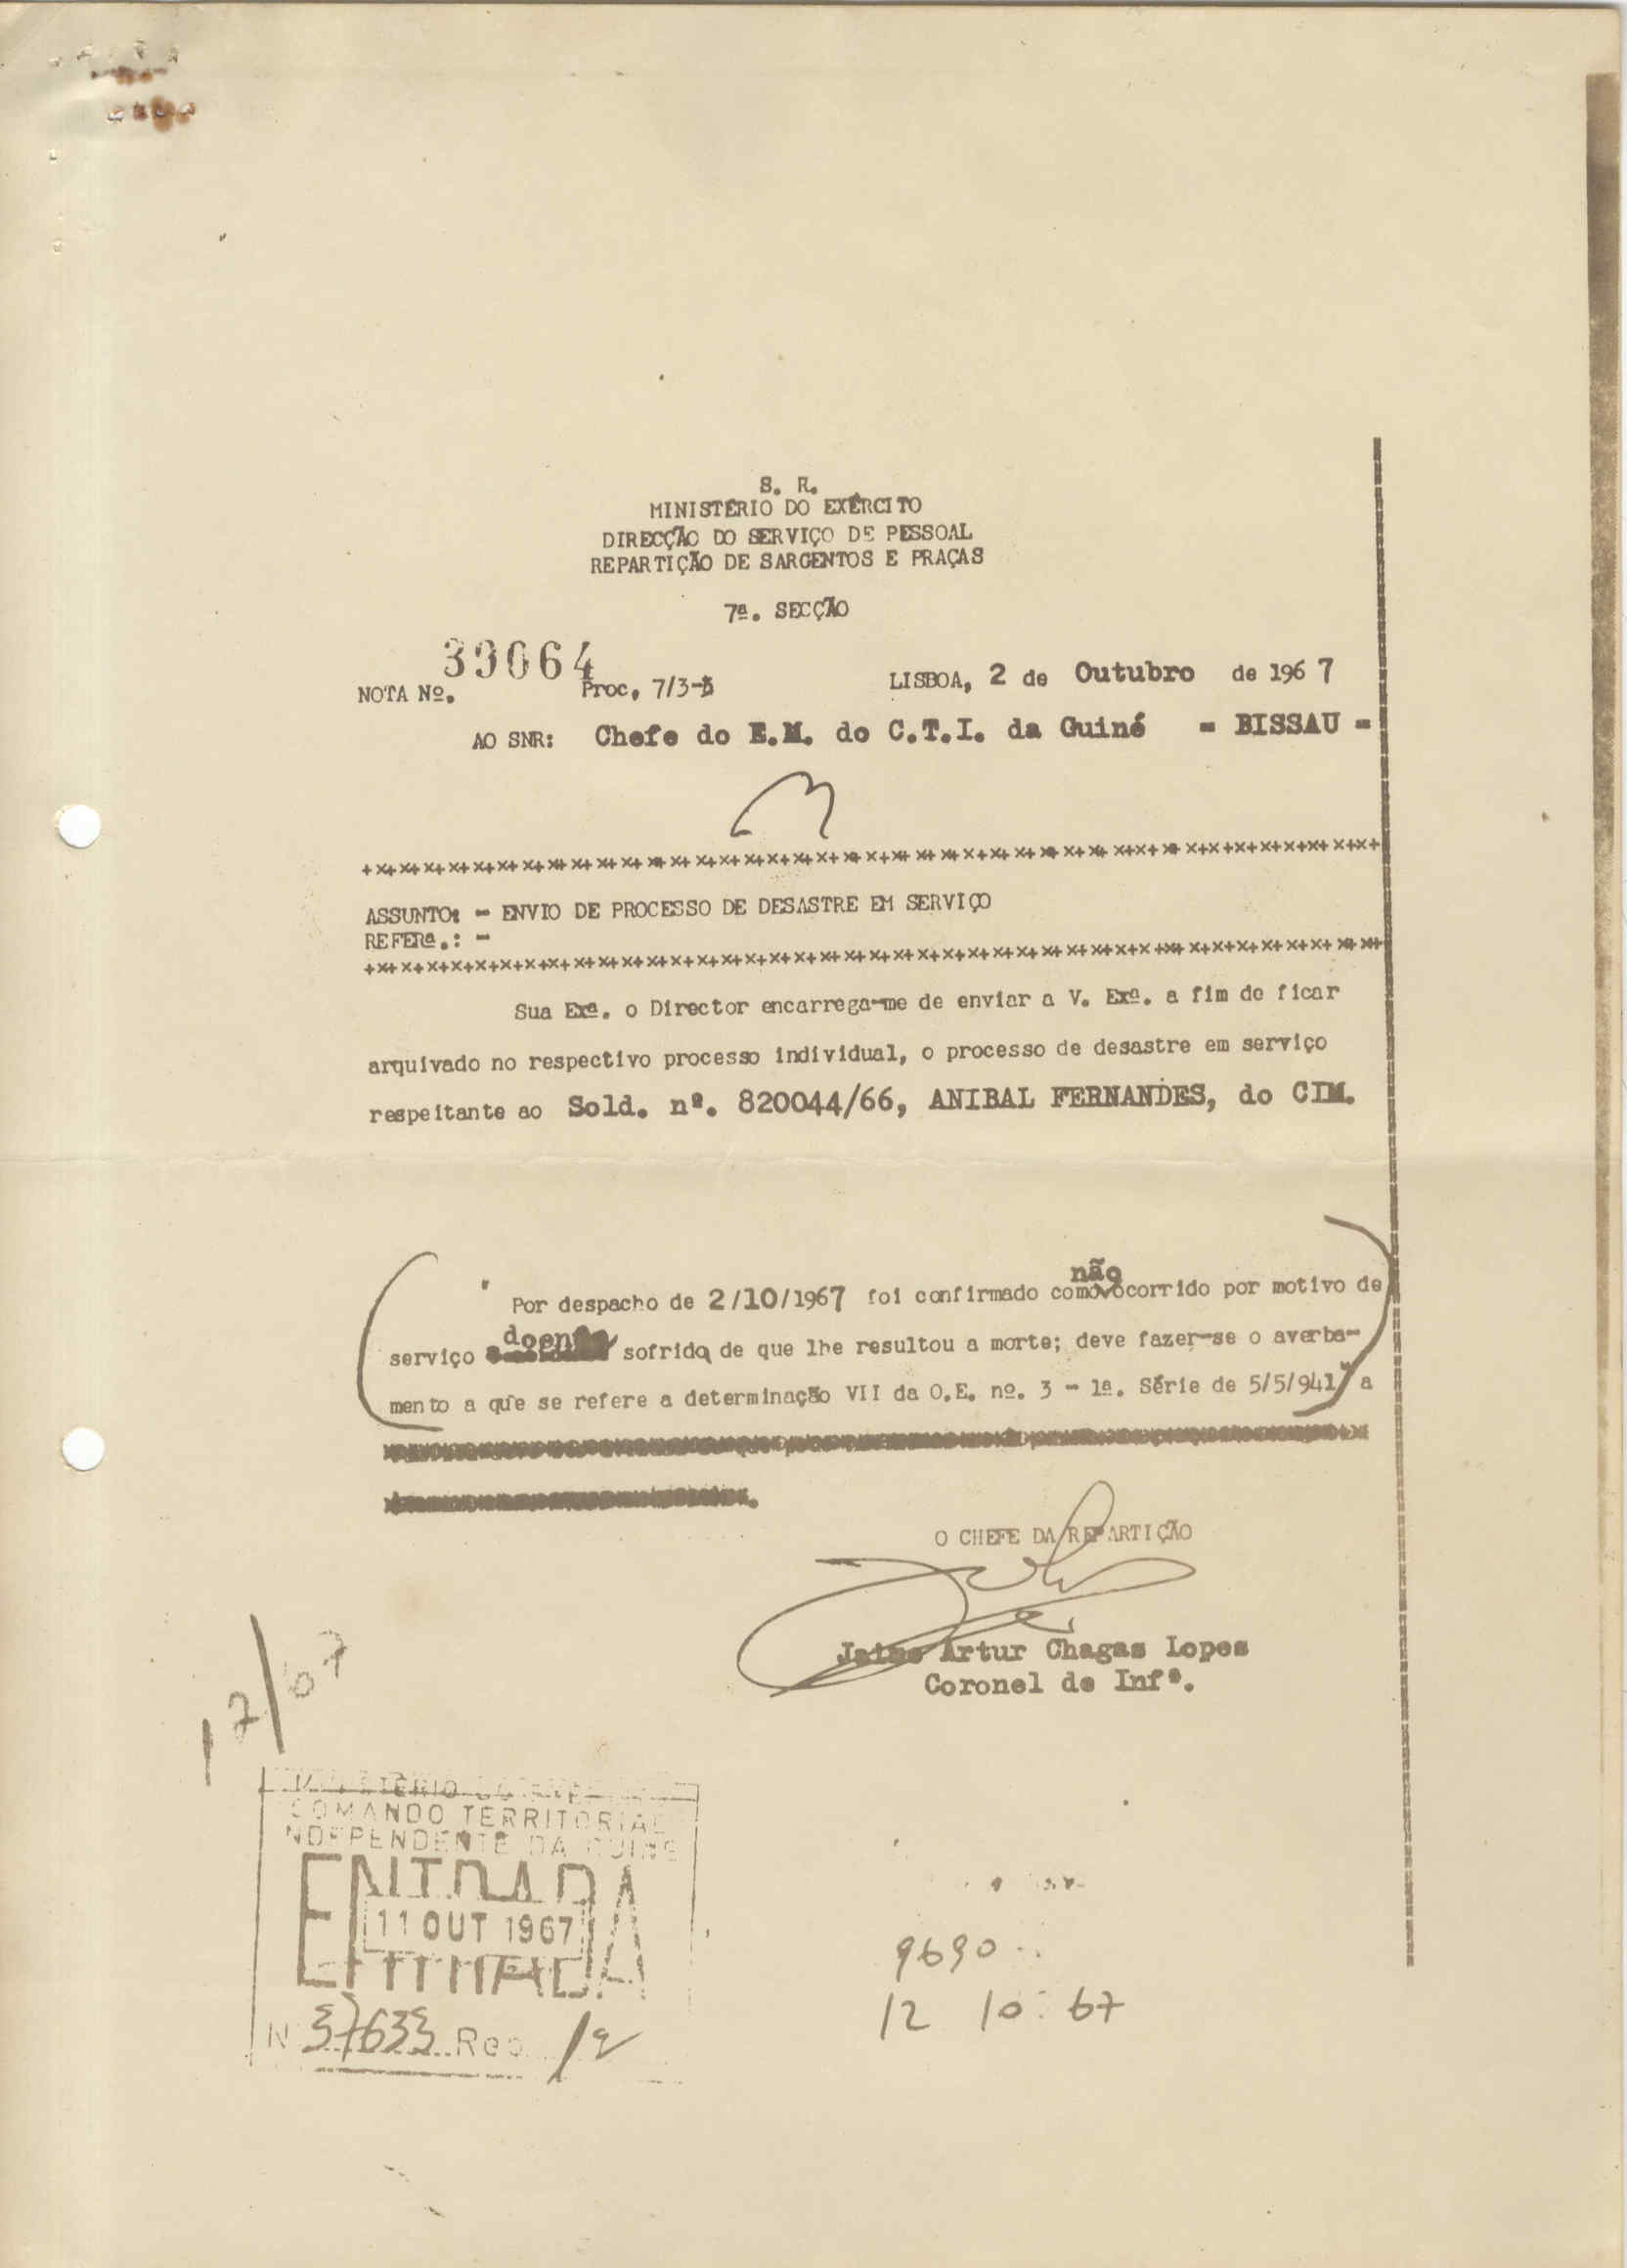 S. R.
MINISTÉRIO DO EXÉRCITO
DIRECÇÃO DO SERVIÇO DE PESSOAL
REPARTIÇÃO DE SARGENTOS E PRAÇAS
7ª. SECÇÃO
NOTA Nº. 39664 Proc. 7/3-
LISBOA, 2 de Outubro de 1967
AO SNR: Chefe do E.M. do C.T.I. da Guiné = BISSAU =
ASSUNTO: - ENVIO DE PROCESSO DE DESASTRE EM SERVIÇO
REFERª.: -
Sua Exª. o Director encarrega-me de enviar a V. Exª. a fim de ficar
arquivado no respectivo processo individual, o processo de desastre em serviço
respeitante ao Sold. nº. 820044/66, ANIBAL FERNANDES, do CIM.
não
"Por despacho de 2/10/1967 foi confirmado como ocorrido por motivo de
doença
serviço sofrida de que lhe resultou a morte; deve fazer-se o averba-
mento a que se refere a determinação VII da O.E. nº. 3 - 1ª. Série de 5/5/941" a
O CHEFE DA REPARTIÇÃO
Jaime Artur Chagas Lopes
Coronel de Infª.
MINISTÉRIO DO
COMANDO TERRITORIAL
INDEPENDENTE DA GUINÉ
ENTRADA
11 OUT 1967
N 37633 Rep.
9690
12 10 67